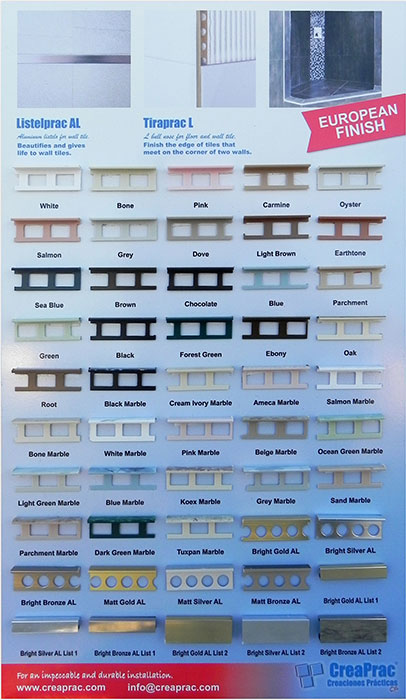 Listelprac AL
Aluminum listelo for wall tile.
Beautifies and gives
life to wall tiles.
Tiraprac L
L bull nose for floor and wall tile.
Finish the edge of tiles that
meet on the corner of two walls.
EUROPEAN
FINISH
White Bone Pink Carmine Oyster
Salmon Grey Dove Light Brown Earthtone
Sea Blue Brown Chocolate Blue Parchment
Green Black Forest Green Ebony Oak
Root Black Marble Cream Ivory Marble Ameca Marble Salmon Marble
Bone Marble White Marble Pink Marble Beige Marble Ocean Green Marble
Light Green Marble Blue Marble Koex Marble Grey Marble Sand Marble
Parchment Marble Dark Green Marble Tuxpan Marble Bright Gold AL Bright Silver AL
Bright Bronze AL Matt Gold AL Matt Silver AL Matt Bronze AL Bright Gold AL List 1
Bright Silver AL List 1 Bright Bronze AL List 1 Bright Gold AL List 2 Bright Silver AL List 2 Bright Bronze AL List 2
For an impeccable and durable installation.
www.creaprac.com info@creaprac.com
CreaPrac
Creaciones Prácticas